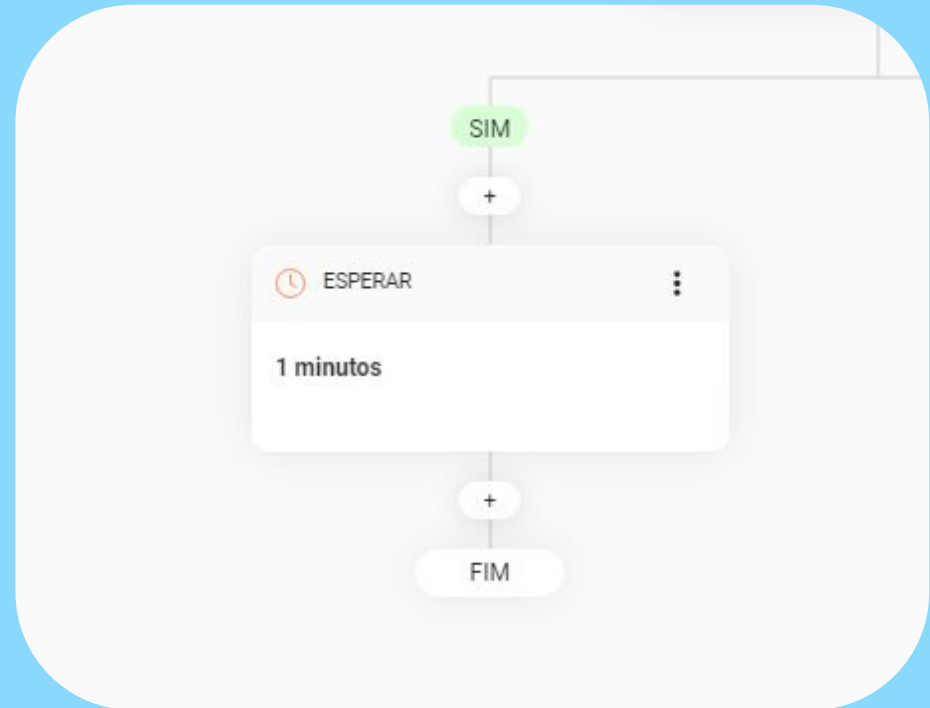 SIM
+
ESPERAR
1 minutos
+
FIM